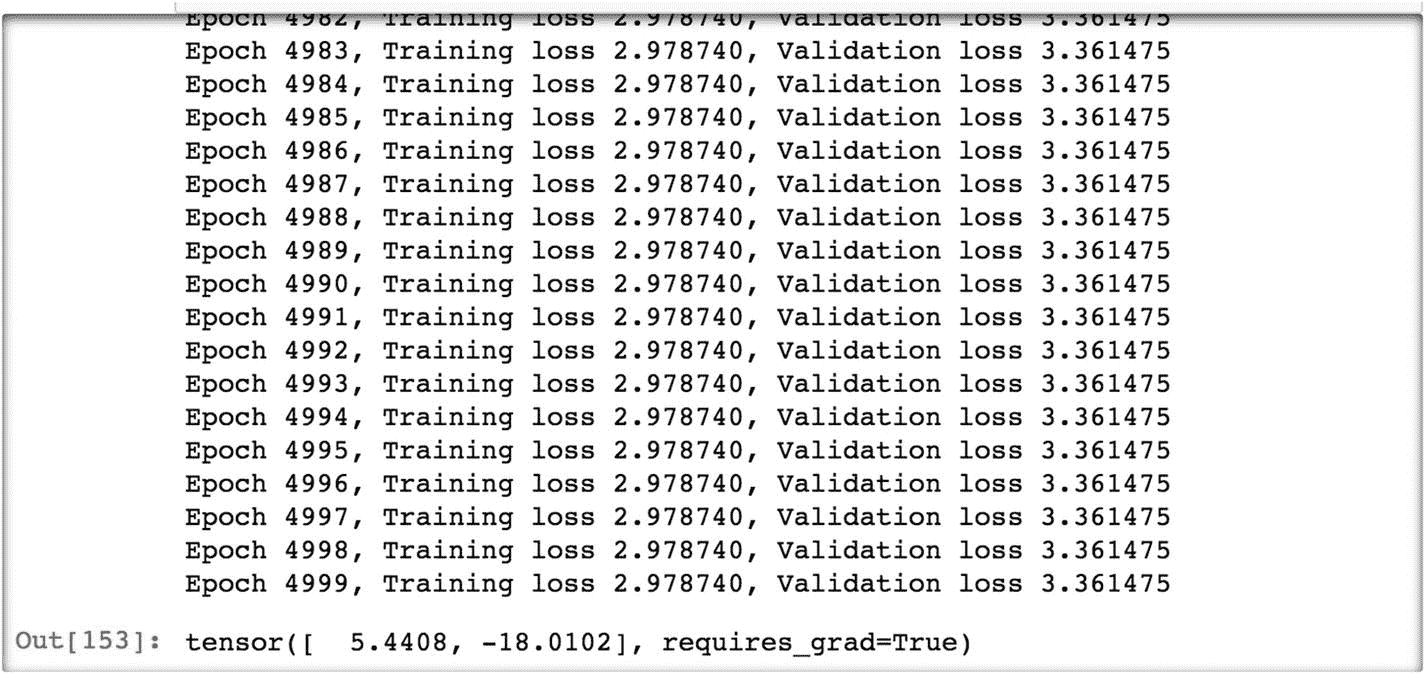 Epoch 4982, Training loss 2.978740, Validation loss 3.361475
Epoch 4983, Training loss 2.978740, Validation loss 3.361475
Epoch 4984, Training loss 2.978740, Validation loss 3.361475
Epoch 4985, Training loss 2.978740, Validation loss 3.361475
Epoch 4986, Training loss 2.978740, Validation loss 3.361475
Epoch 4987, Training loss 2.978740, Validation loss 3.361475
Epoch 4988, Training loss 2.978740, Validation loss 3.361475
Epoch 4989, Training loss 2.978740, Validation loss 3.361475
Epoch 4990, Training loss 2.978740, Validation loss 3.361475
Epoch 4991, Training loss 2.978740, Validation loss 3.361475
Epoch 4992, Training loss 2.978740, Validation loss 3.361475
Epoch 4993, Training loss 2.978740, Validation loss 3.361475
Epoch 4994, Training loss 2.978740, Validation loss 3.361475
Epoch 4995, Training loss 2.978740, Validation loss 3.361475
Epoch 4996, Training loss 2.978740, Validation loss 3.361475
Epoch 4997, Training loss 2.978740, Validation loss 3.361475
Epoch 4998, Training loss 2.978740, Validation loss 3.361475
Epoch 4999, Training loss 2.978740, Validation loss 3.361475
Out[153]: tensor([  5.4408, -18.0102], requires_grad=True)